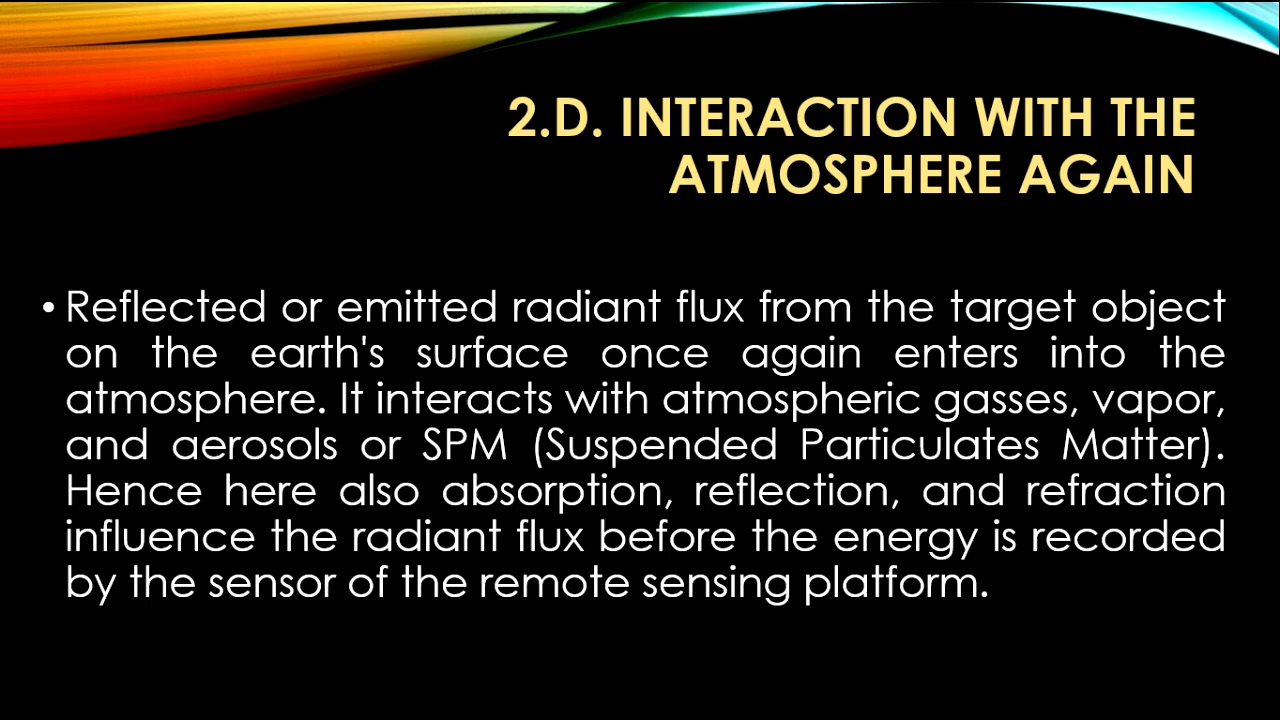 2.D. INTERACTION WITH THE
ATMOSPHERE AGAIN
• Reflected or emitted radiant flux from the target object
on the earth's surface once again enters into the
atmosphere. It interacts with atmospheric gasses, vapor,
and aerosols or SPM (Suspended Particulates Matter).
Hence here also absorption, reflection, and refraction
influence the radiant flux before the energy is recorded
by the sensor of the remote sensing platform.